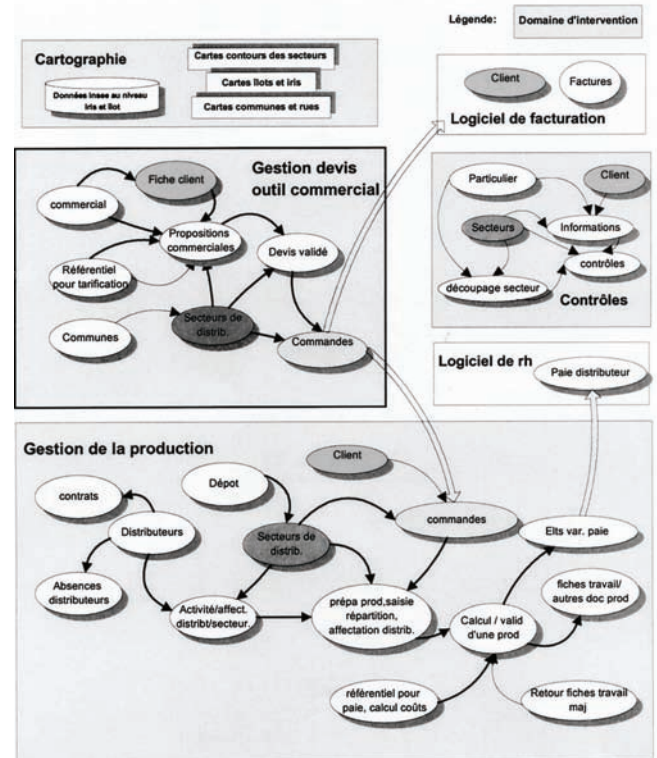 Légende:
Domaine d'intervention
Cartographie
Données Insee au niveau
Iris et îlot
Cartes contours des secteurs
Cartes îlots et iris
Cartes communes et rues
Client
Factures
Logiciel de facturation
Gestion devis
outil commercial
Fiche client
commercial
Propositions
commerciales
Devis validé
Référentiel
pour tarification
Communes
Secteurs de
distrib.
Commandes
Particulier
Client
Secteurs
Informations
contrôles
découpage secteur
Contrôles
Logiciel de rh
Paie distributeur
Gestion de la production
Client
Dépot
contrats
Distributeurs
Secteurs de
distrib.
commandes
Elts var. paie
Absences
distributeurs
Activité/affect.
distribt/secteur.
prépa prod,saisie
répartition,
affectation distrib.
Calcul / valid
d'une prod
fiches travail/
autres doc prod
référentiel pour
paie, calcul coûts
Retour fiches travail
maj